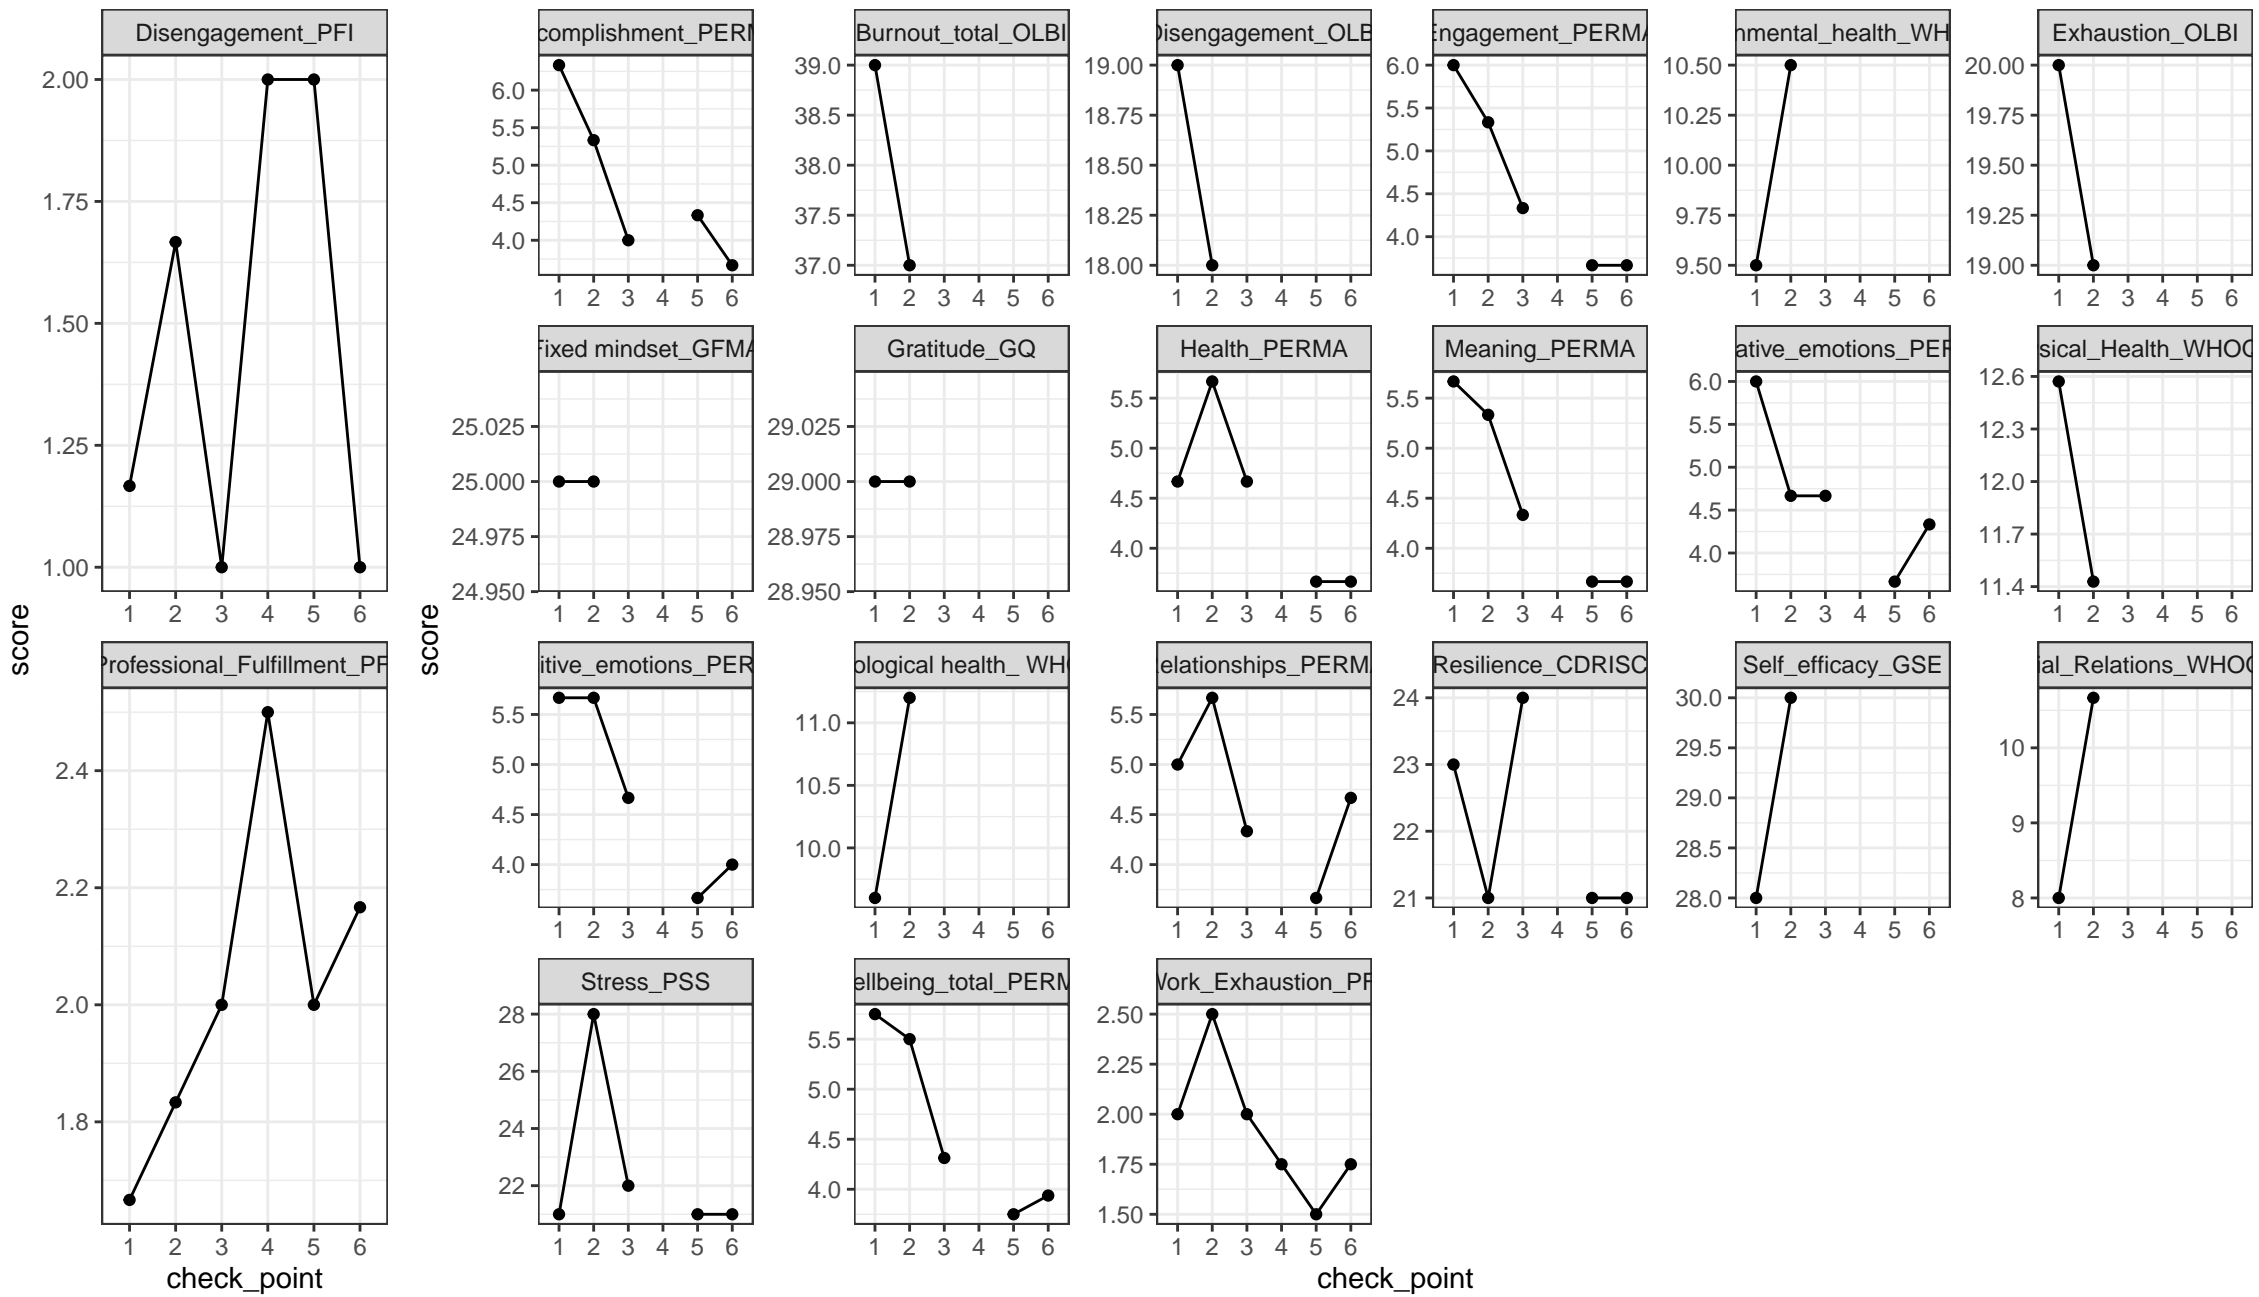 Disengagement_PFI
2.00
1.75
1.50
1.25
1.00
1 2 3 4 5 6
Professional_Fulfillment_PF
2.4
2.2
2.0
1.8
1 2 3 4 5 6
score
check_point
complishment_PERM
6.0
5.5
5.0
4.5
4.0
1 2 3 4 5 6
Burnout_total_OLBI
39.0
38.5
38.0
37.5
37.0
1 2 3 4 5 6
Disengagement_OLB
19.00
18.75
18.50
18.25
18.00
1 2 3 4 5 6
Engagement_PERMA
6.0
5.5
5.0
4.5
4.0
1 2 3 4 5 6
nmental_health_WH
10.50
10.25
10.00
9.75
9.50
1 2 3 4 5 6
Exhaustion_OLBI
20.00
19.75
19.50
19.25
19.00
1 2 3 4 5 6
Fixed mindset_GFMA
25.025
25.000
24.975
24.950
1 2 3 4 5 6
Gratitude_GQ
29.025
29.000
28.975
28.950
1 2 3 4 5 6
Health_PERMA
5.5
5.0
4.5
4.0
1 2 3 4 5 6
Meaning_PERMA
5.5
5.0
4.5
4.0
1 2 3 4 5 6
ative_emotions_PER
6.0
5.5
5.0
4.5
4.0
1 2 3 4 5 6
sical_Health_WHOQ
12.6
12.3
12.0
11.7
11.4
1 2 3 4 5 6
itive_emotions_PER
5.5
5.0
4.5
4.0
1 2 3 4 5 6
ological health_ WHO
11.0
10.5
10.0
1 2 3 4 5 6
elationships_PERMA
5.5
5.0
4.5
4.0
1 2 3 4 5 6
Resilience_CDRISC
24
23
22
21
1 2 3 4 5 6
Self_efficacy_GSE
30.0
29.5
29.0
28.5
28.0
1 2 3 4 5 6
ial_Relations_WHOQ
10
9
8
1 2 3 4 5 6
Stress_PSS
28
26
24
22
1 2 3 4 5 6
ellbeing_total_PERM
5.5
5.0
4.5
4.0
1 2 3 4 5 6
Work_Exhaustion_PF
2.50
2.25
2.00
1.75
1.50
1 2 3 4 5 6
score
check_point